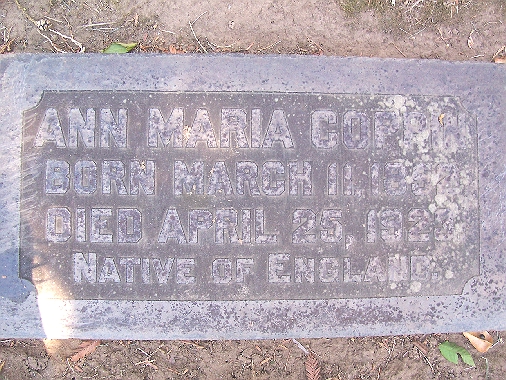 ANN MARIA
BORN MARCH 11,
DIED APRIL 25,
NATIVE OF ENGLAND.